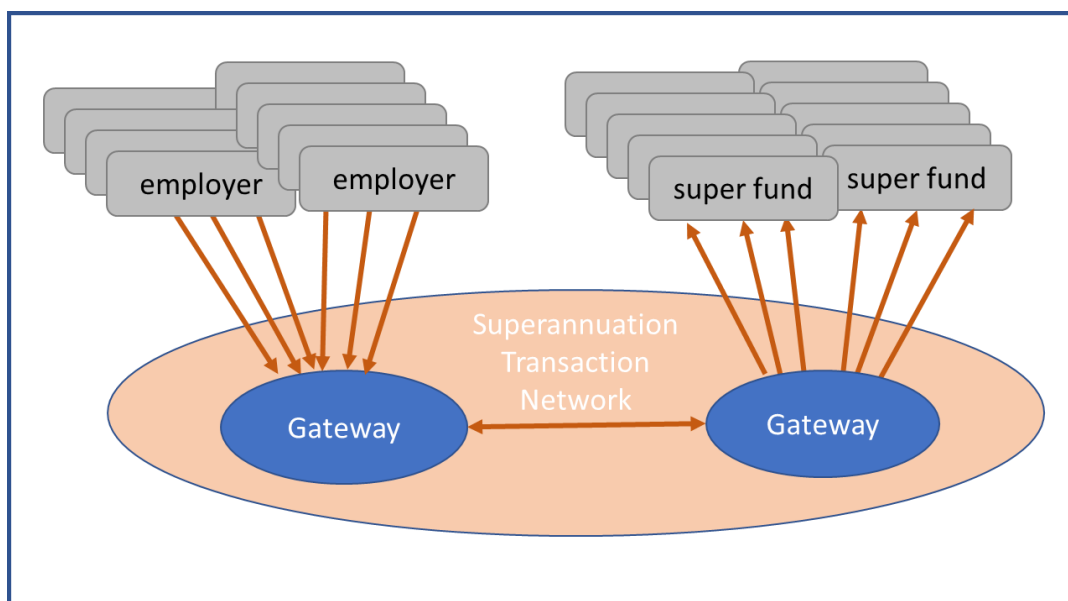 employer
employer
super fund
super fund
Superannuation
Transaction
Network
Gateway
Gateway